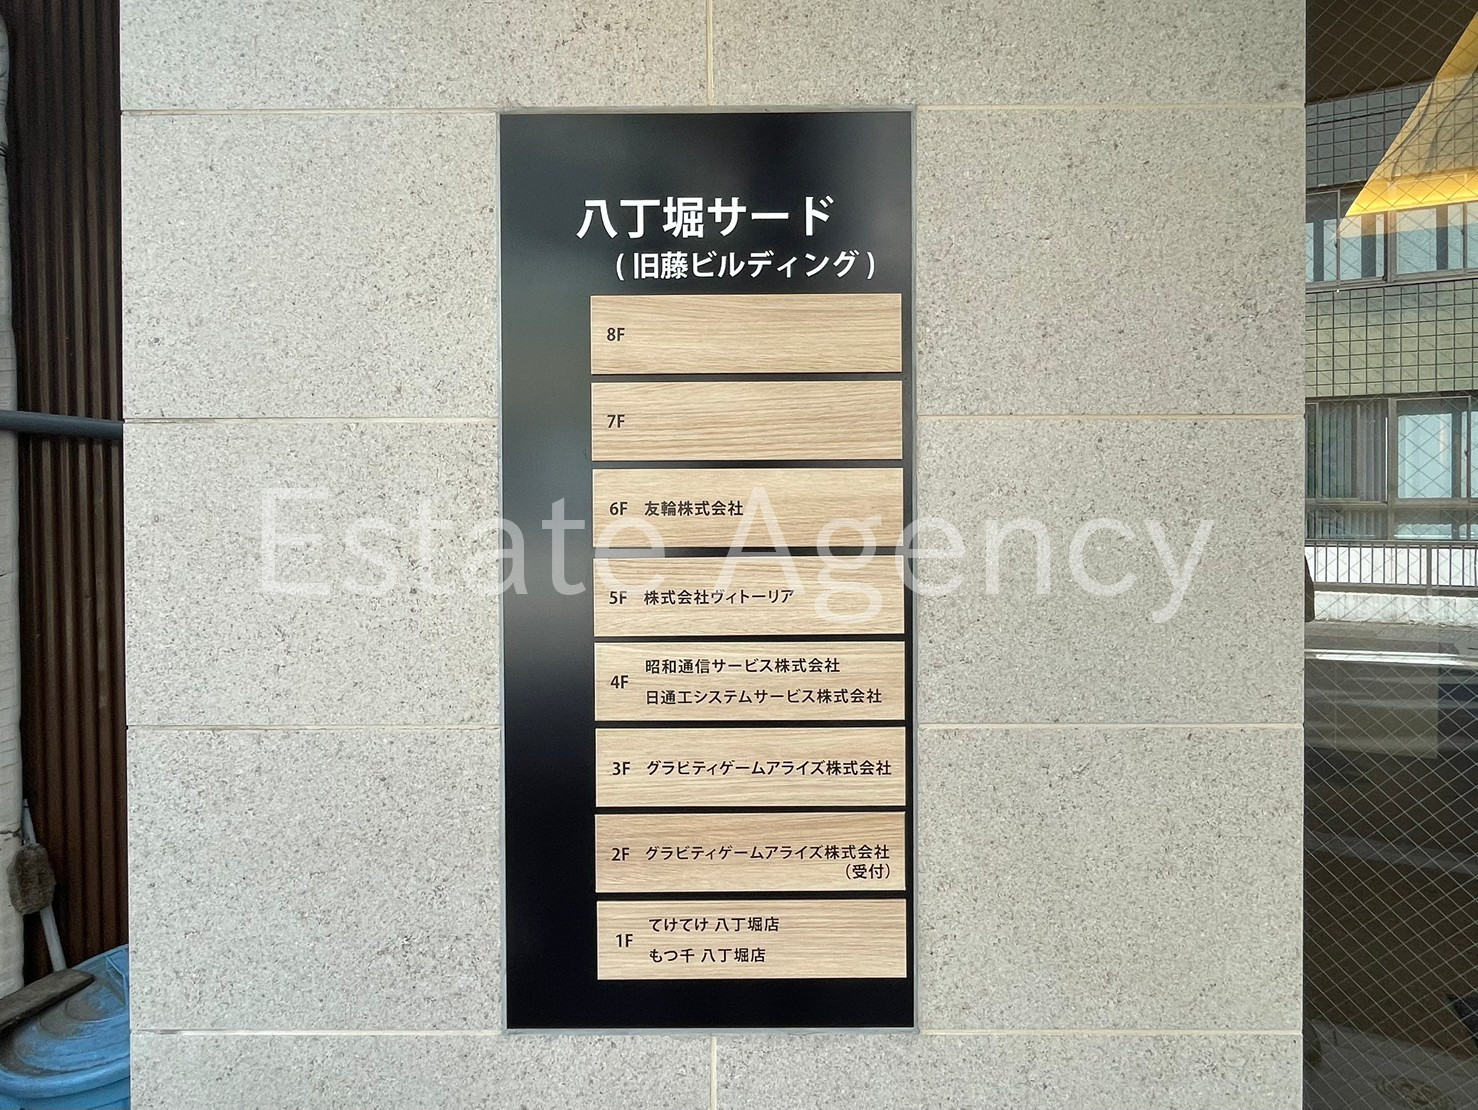 八丁堀サード
(旧藤ビルディング)
8F
7F
6F 友輪株式会社
Estate Agency
5F 株式会社ヴィトーリア
昭和通信サービス株式会社
4F
日通工システムサービス株式会社
3F グラビティゲームアライズ株式会社
2F グラビティゲームアライズ株式会社
(受付)
てけてけ 八丁堀店
1F
もつ千 八丁堀店